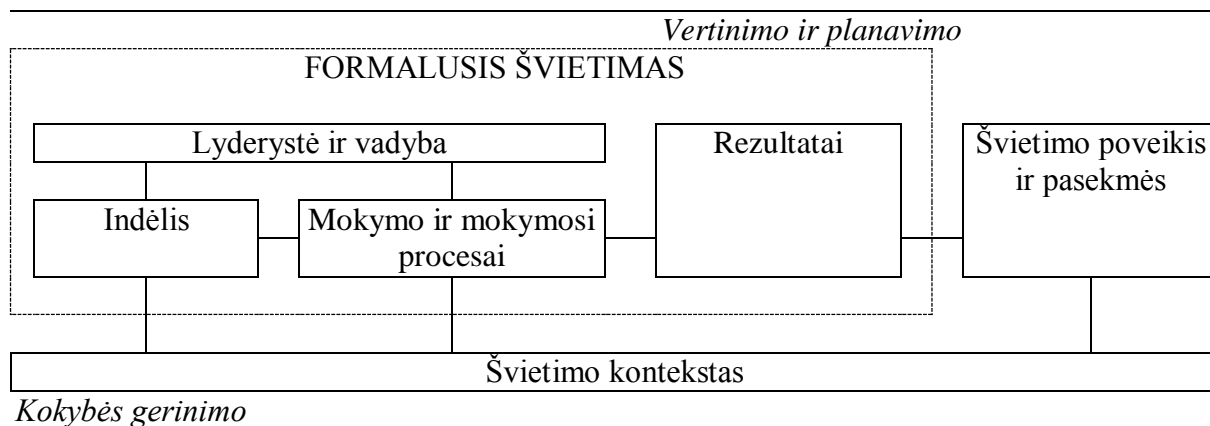 Vertinimo ir planavimo
FORMALUSIS ŠVIETIMAS
Lyderystė ir vadyba
Rezultatai
Švietimo poveikis
ir pasekmės
Indėlis
Mokymo ir mokymosi
procesai
Švietimo kontekstas
Kokybės gerinimo